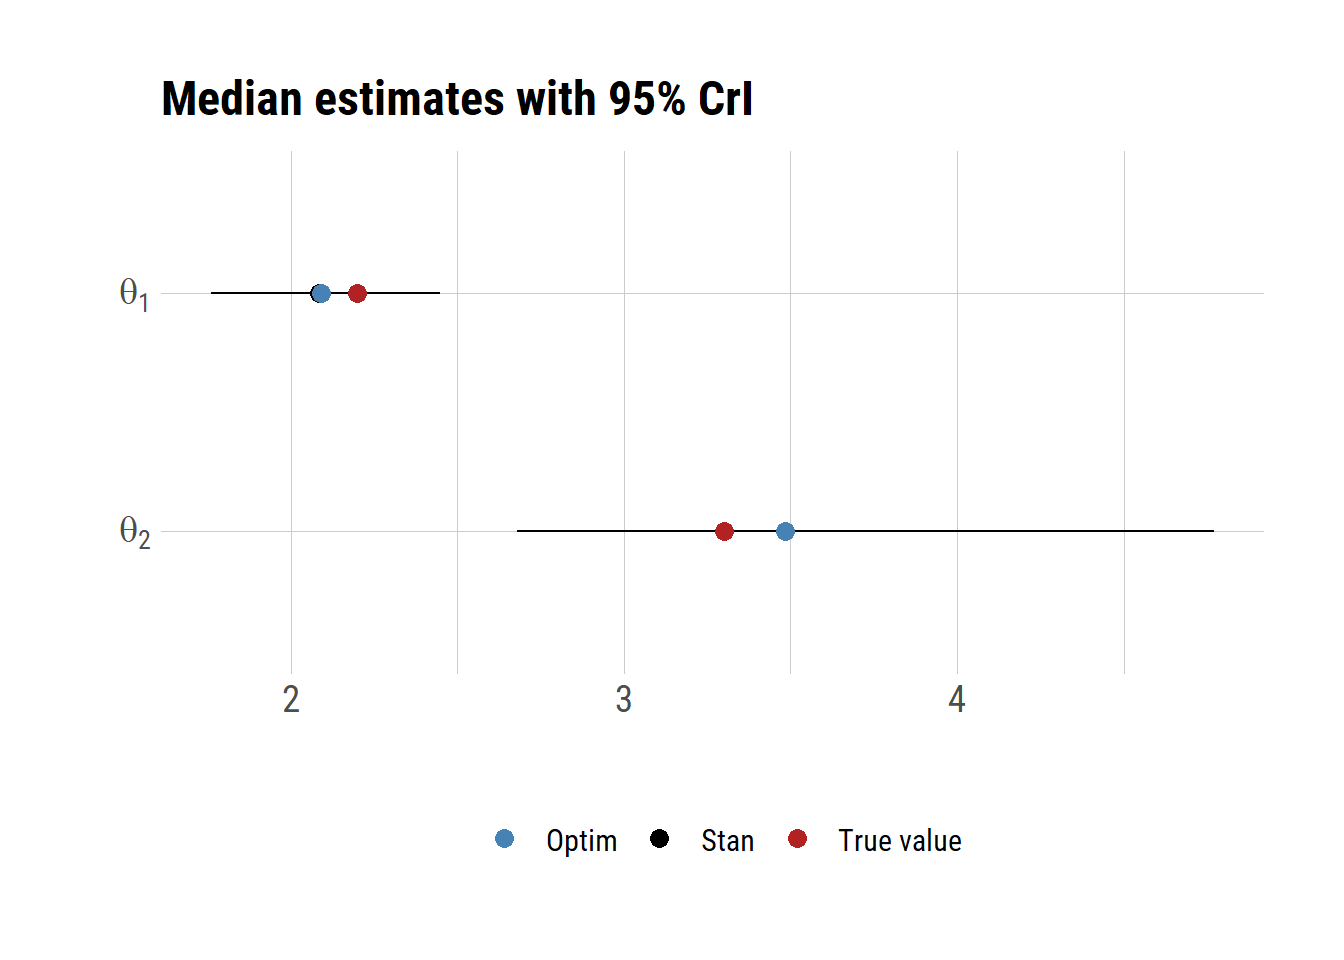 Median estimates with 95% CrI
θ1
θ2
2 3 4
Optim Stan True value